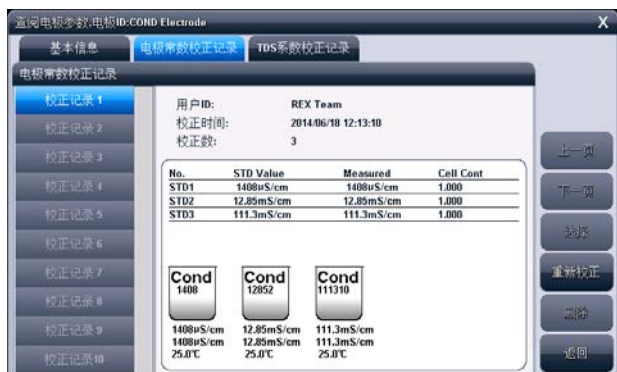 查阅电极参数,电极ID:COND Electrode X
基本信息 电极常数校正记录 TDS系数校正记录
电极常数校正记录
校正记录 1
校正记录 2
校正记录 3
校正记录 4
校正记录 5
校正记录 6
校正记录 7
校正记录 8
校正记录 9
校正记录10
用户ID: REX Team
校正时间: 2014/06/18 12:13:10
校正数: 3
No. STD Value Measured Cell Cont
STD1 1408μS/cm 1408μS/cm 1.000
STD2 12.85mS/cm 12.85mS/cm 1.000
STD3 111.3mS/cm 111.3mS/cm 1.000
Cond Cond Cond
1408 12852 111310
1408μS/cm 12.85mS/cm 111.3mS/cm
1408μS/cm 12.85mS/cm 111.3mS/cm
25.0℃ 25.0℃ 25.0℃
上一页
下一页
选择
重新校正
删除
返回